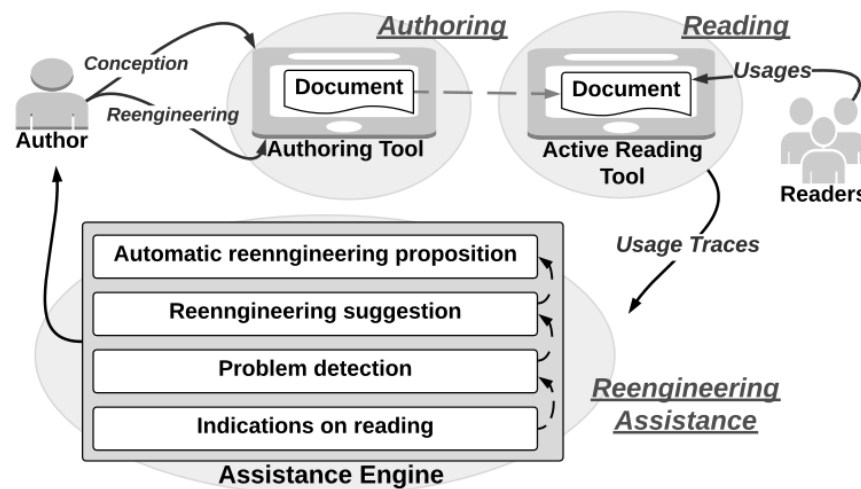 Authoring
Reading
Conception
Document
Document
Usages
Reengineering
Author
Authoring Tool
Active Reading
Tool
Readers
Usage Traces
Automatic reenngineering proposition
Reenngineering suggestion
Problem detection
Indications on reading
Reengineering
Assistance
Assistance Engine